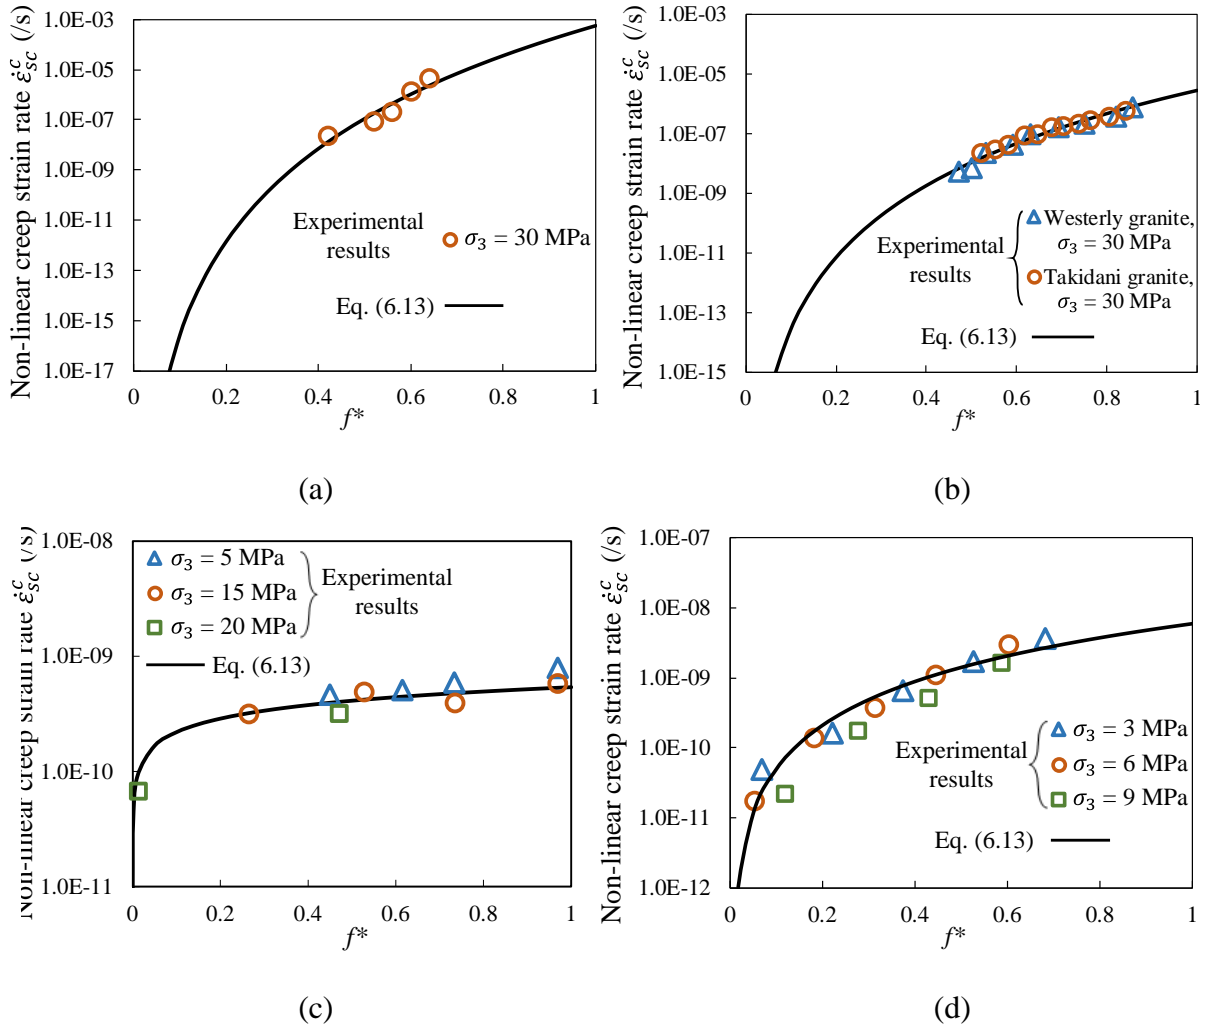 Non-linear creep strain rate ε̇ᶜₛ꜀ (/s)
1.0E-03
1.0E-05
1.0E-07
1.0E-09
1.0E-11
1.0E-13
1.0E-15
1.0E-17
Experimental
results
σ₃ = 30 MPa
Eq. (6.13)
0
0.2
0.4
0.6
0.8
1
f*
(a)
Non-linear creep strain rate ε̇ᶜₛ꜀ (/s)
1.0E-03
1.0E-05
1.0E-07
1.0E-09
1.0E-11
1.0E-13
1.0E-15
Experimental
results
Westerly granite,
σ₃ = 30 MPa
Takidani granite,
σ₃ = 30 MPa
Eq. (6.13)
0
0.2
0.4
0.6
0.8
1
f*
(b)
Non-linear creep strain rate ε̇ᶜₛ꜀ (/s)
1.0E-08
1.0E-09
1.0E-10
1.0E-11
σ₃ = 5 MPa
σ₃ = 15 MPa
σ₃ = 20 MPa
Experimental
results
Eq. (6.13)
0
0.2
0.4
0.6
0.8
1
f*
(c)
Non-linear creep strain rate ε̇ᶜₛ꜀ (/s)
1.0E-07
1.0E-08
1.0E-09
1.0E-10
1.0E-11
1.0E-12
Experimental
results
σ₃ = 3 MPa
σ₃ = 6 MPa
σ₃ = 9 MPa
Eq. (6.13)
0
0.2
0.4
0.6
0.8
1
f*
(d)